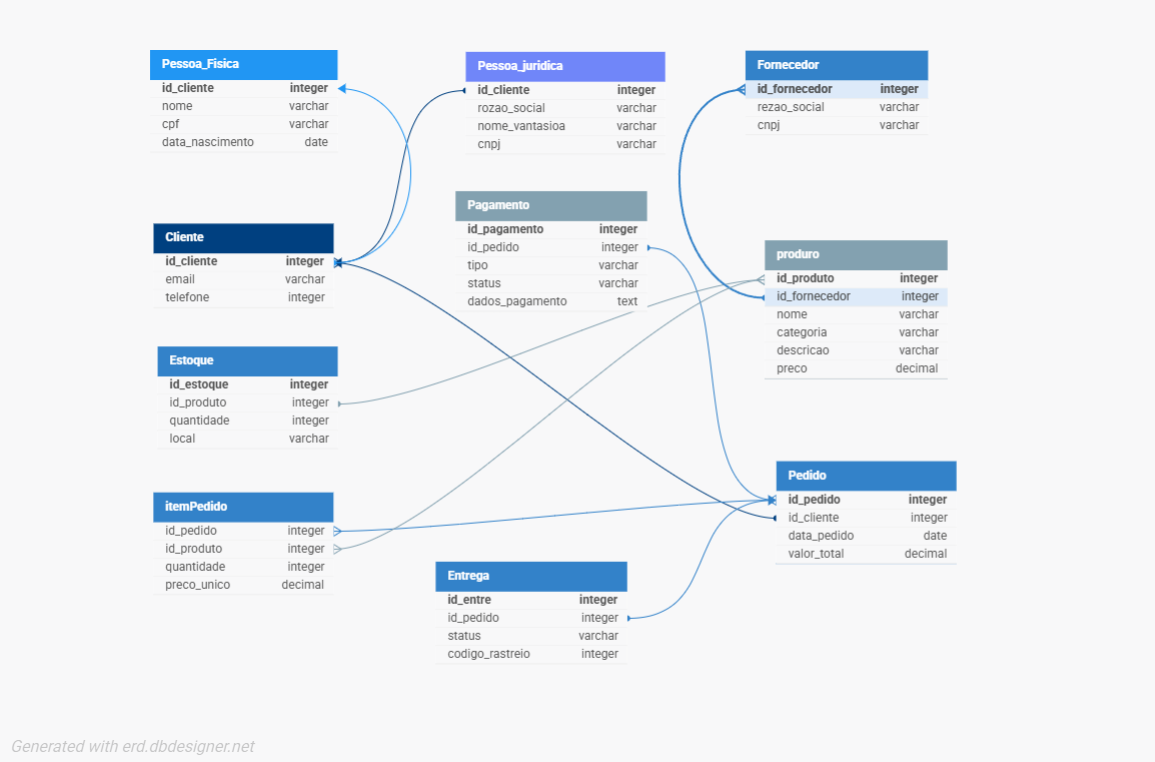 Pessoa_Fisica
id_cliente integer
nome varchar
cpf varchar
data_nascimento date
Pessoa_juridica
id_cliente integer
rozao_social varchar
nome_vantasioa varchar
cnpj varchar
Fornecedor
id_fornecedor integer
rezao_social varchar
cnpj varchar
Cliente
id_cliente integer
email varchar
telefone integer
Pagamento
id_pagamento integer
id_pedido integer
tipo varchar
status varchar
dados_pagamento text
produro
id_produto integer
id_fornecedor integer
nome varchar
categoria varchar
descricao varchar
preco decimal
Estoque
id_estoque integer
id_produto integer
quantidade integer
local varchar
itemPedido
id_pedido integer
id_produto integer
quantidade integer
preco_unico decimal
Pedido
id_pedido integer
id_cliente integer
data_pedido date
valor_total decimal
Entrega
id_entre integer
id_pedido integer
status varchar
codigo_rastreio integer
Generated with erd.dbdesigner.net